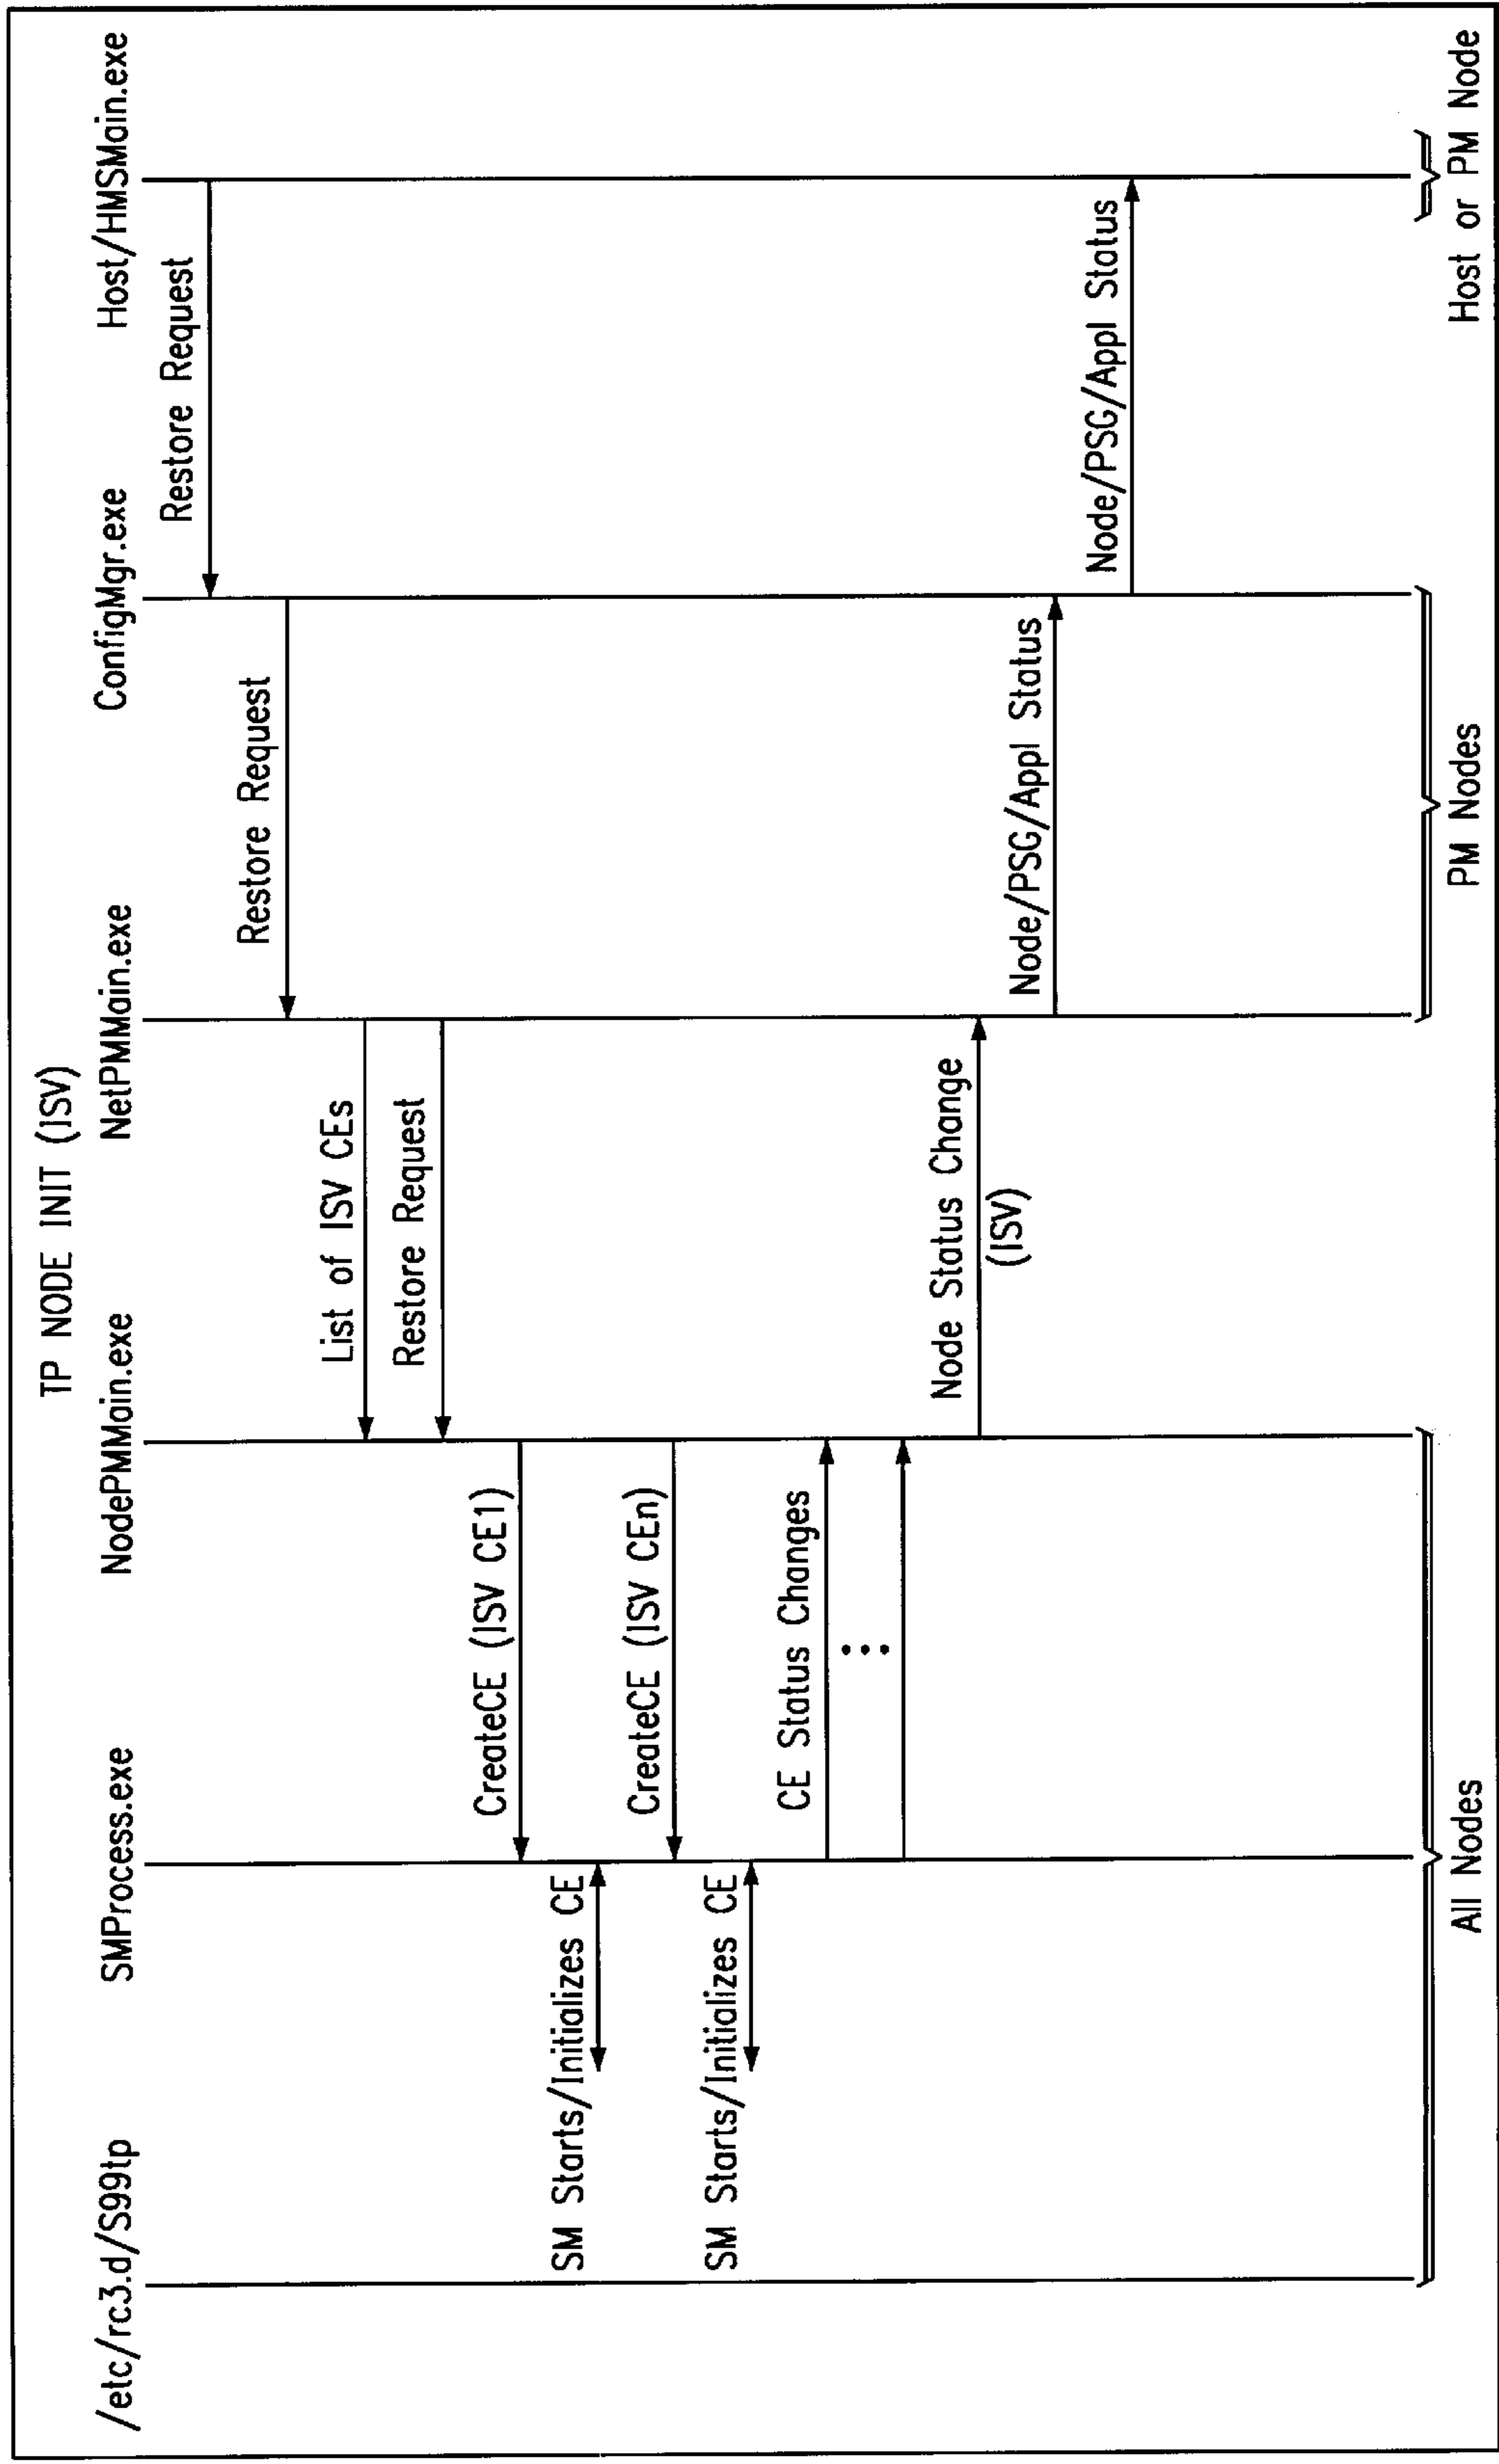 TP NODE INIT (ISV)
/etc/rc3.d/S99tp
SMProcess.exe
NodePMMain.exe
NetPMMain.exe
ConfigMgr.exe
Host/HMSMain.exe
Restore Request
Restore Request
List of ISV CEs
Restore Request
CreateCE (ISV CE1)
SM Starts/Initializes CE
CreateCE (ISV CEn)
SM Starts/Initializes CE
CE Status Changes
Node Status Change
(ISV)
Node/PSG/Appl Status
Node/PSG/Appl Status
All Nodes
PM Nodes
Host or PM Node